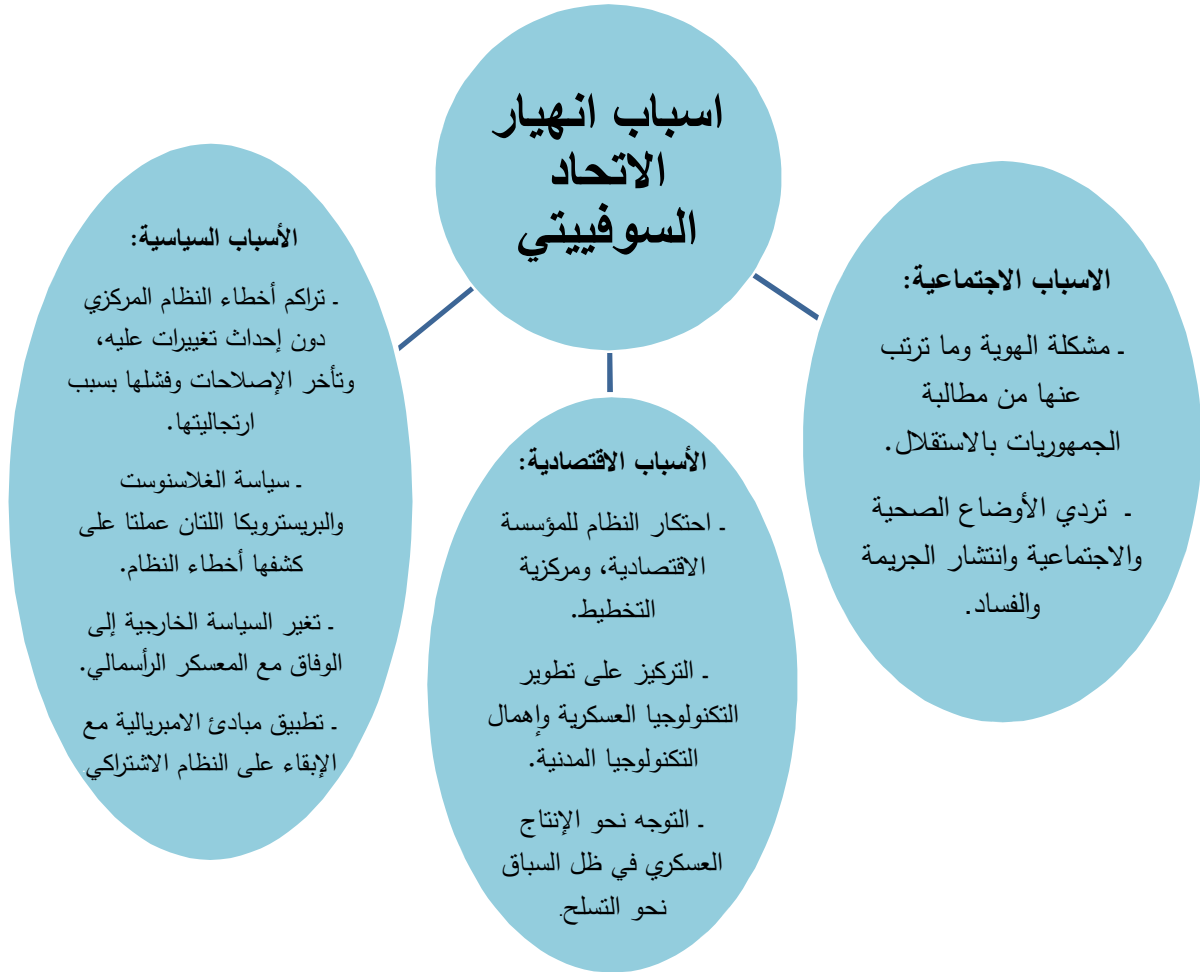 اسباب انهيار
الاتحاد
السوفييتي
الاسباب الاجتماعية:
ـ مشكلة الهوية وما ترتب
عنها من مطالبة
الجمهوريات بالاستقلال.
ـ تردي الأوضاع الصحية
والاجتماعية وانتشار الجريمة
والفساد.
الأسباب الاقتصادية:
ـ احتكار النظام للمؤسسة
الاقتصادية، ومركزية
التخطيط.
ـ التركيز على تطوير
التكنولوجيا العسكرية وإهمال
التكنولوجيا المدنية.
ـ التوجه نحو الإنتاج
العسكري في ظل السباق
نحو التسلح.
الأسباب السياسية:
ـ تراكم أخطاء النظام المركزي
دون إحداث تغييرات عليه،
وتأخر الإصلاحات وفشلها بسبب
ارتجاليتها.
ـ سياسة الغلاسنوست
والبريسترويكا اللتان عملتا على
كشفها أخطاء النظام.
ـ تغير السياسة الخارجية إلى
الوفاق مع المعسكر الرأسمالي.
ـ تطبيق مبادئ الامبريالية مع
الإبقاء على النظام الاشتراكي